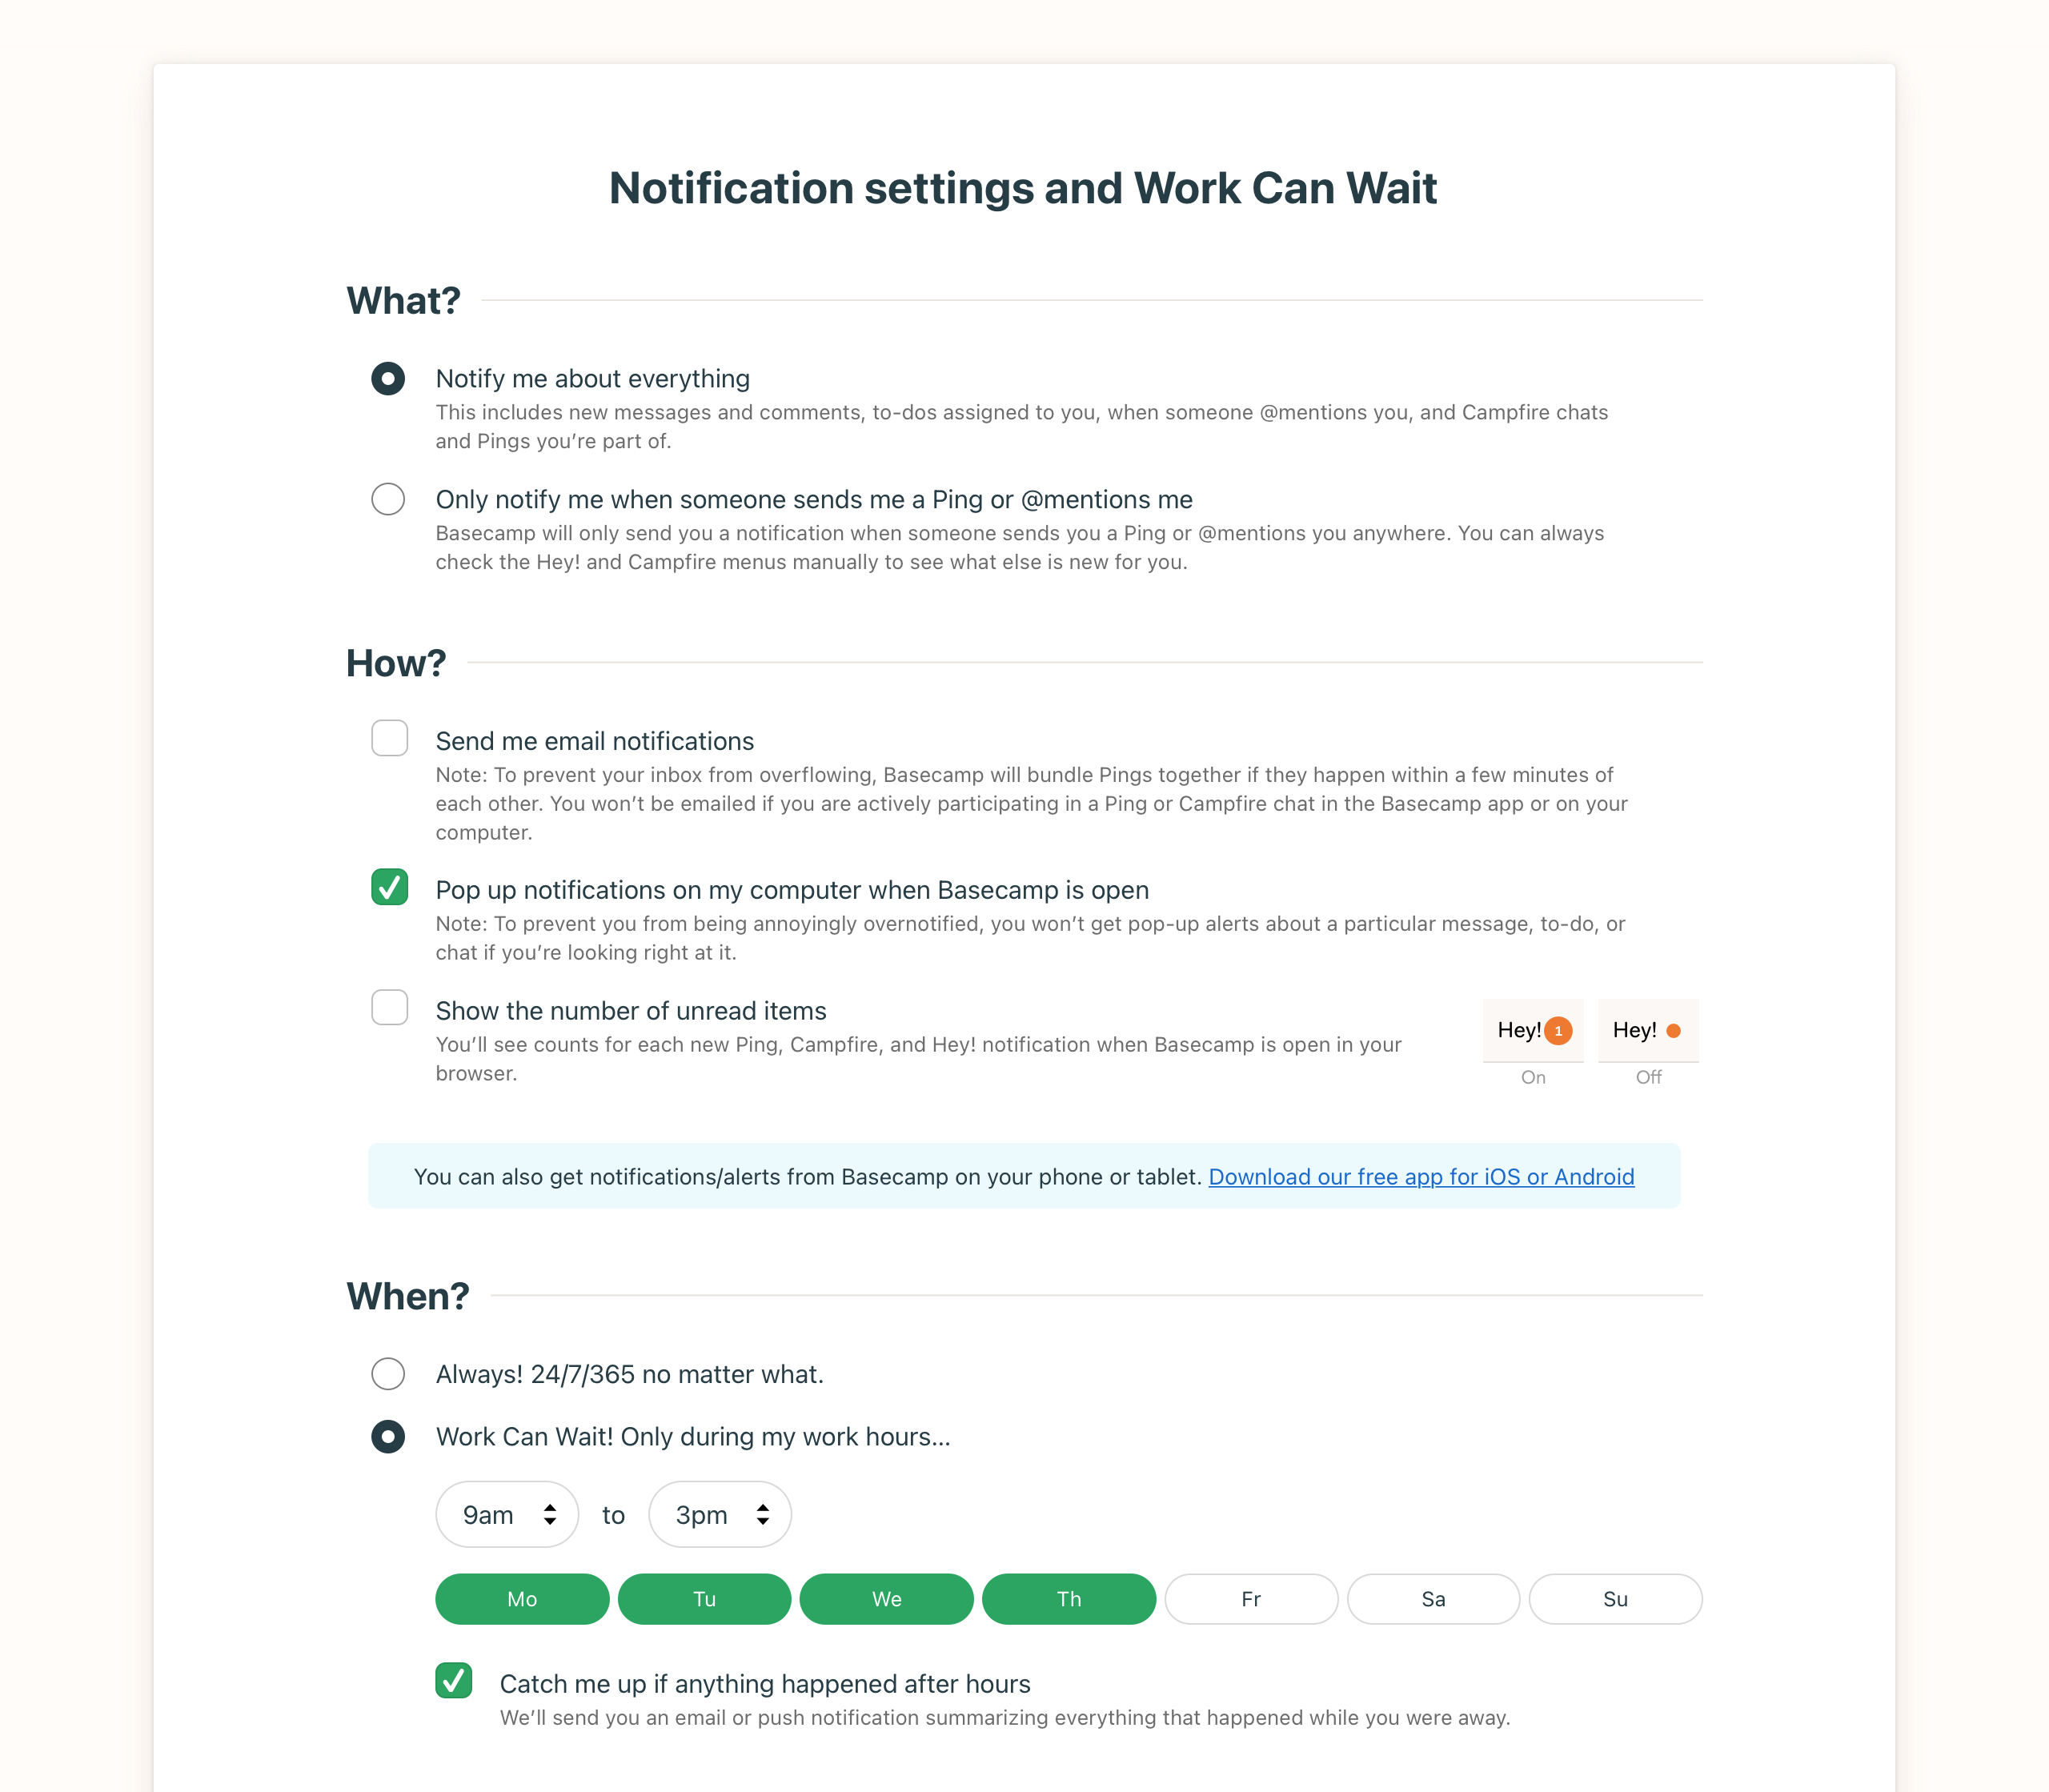 Notification settings and Work Can Wait
What?
Notify me about everything
This includes new messages and comments, to-dos assigned to you, when someone @mentions you, and Campfire chats
and Pings you’re part of.
Only notify me when someone sends me a Ping or @mentions me
Basecamp will only send you a notification when someone sends you a Ping or @mentions you anywhere. You can always
check the Hey! and Campfire menus manually to see what else is new for you.
How?
Send me email notifications
Note: To prevent your inbox from overflowing, Basecamp will bundle Pings together if they happen within a few minutes of
each other. You won’t be emailed if you are actively participating in a Ping or Campfire chat in the Basecamp app or on your
computer.
Pop up notifications on my computer when Basecamp is open
Note: To prevent you from being annoyingly overnotified, you won’t get pop-up alerts about a particular message, to-do, or
chat if you’re looking right at it.
Show the number of unread items
You’ll see counts for each new Ping, Campfire, and Hey! notification when Basecamp is open in your
browser.
Hey! 1 Hey!
On Off
You can also get notifications/alerts from Basecamp on your phone or tablet. Download our free app for iOS or Android
When?
Always! 24/7/365 no matter what.
Work Can Wait! Only during my work hours...
9am to 3pm
Mo Tu We Th Fr Sa Su
Catch me up if anything happened after hours
We’ll send you an email or push notification summarizing everything that happened while you were away.